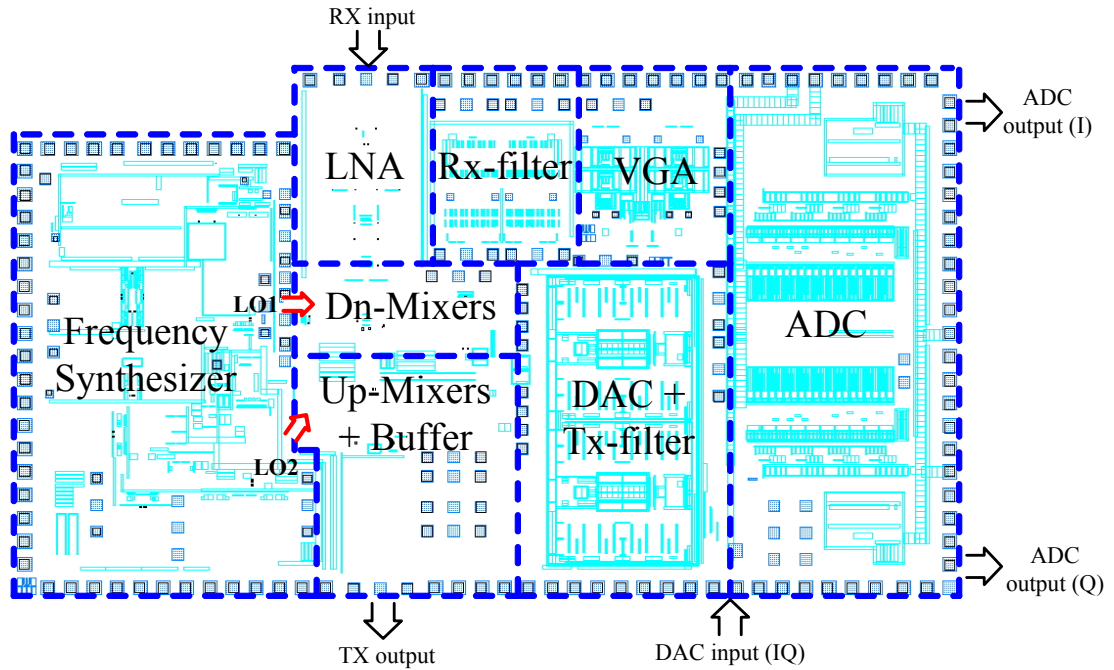 RX input
ADC
output (I)
LNA
Rx-filter
VGA
LO1
Dn-Mixers
Frequency
Synthesizer
ADC
Up-Mixers
+ Buffer
DAC +
Tx-filter
LO2
ADC
output (Q)
TX output
DAC input (IQ)